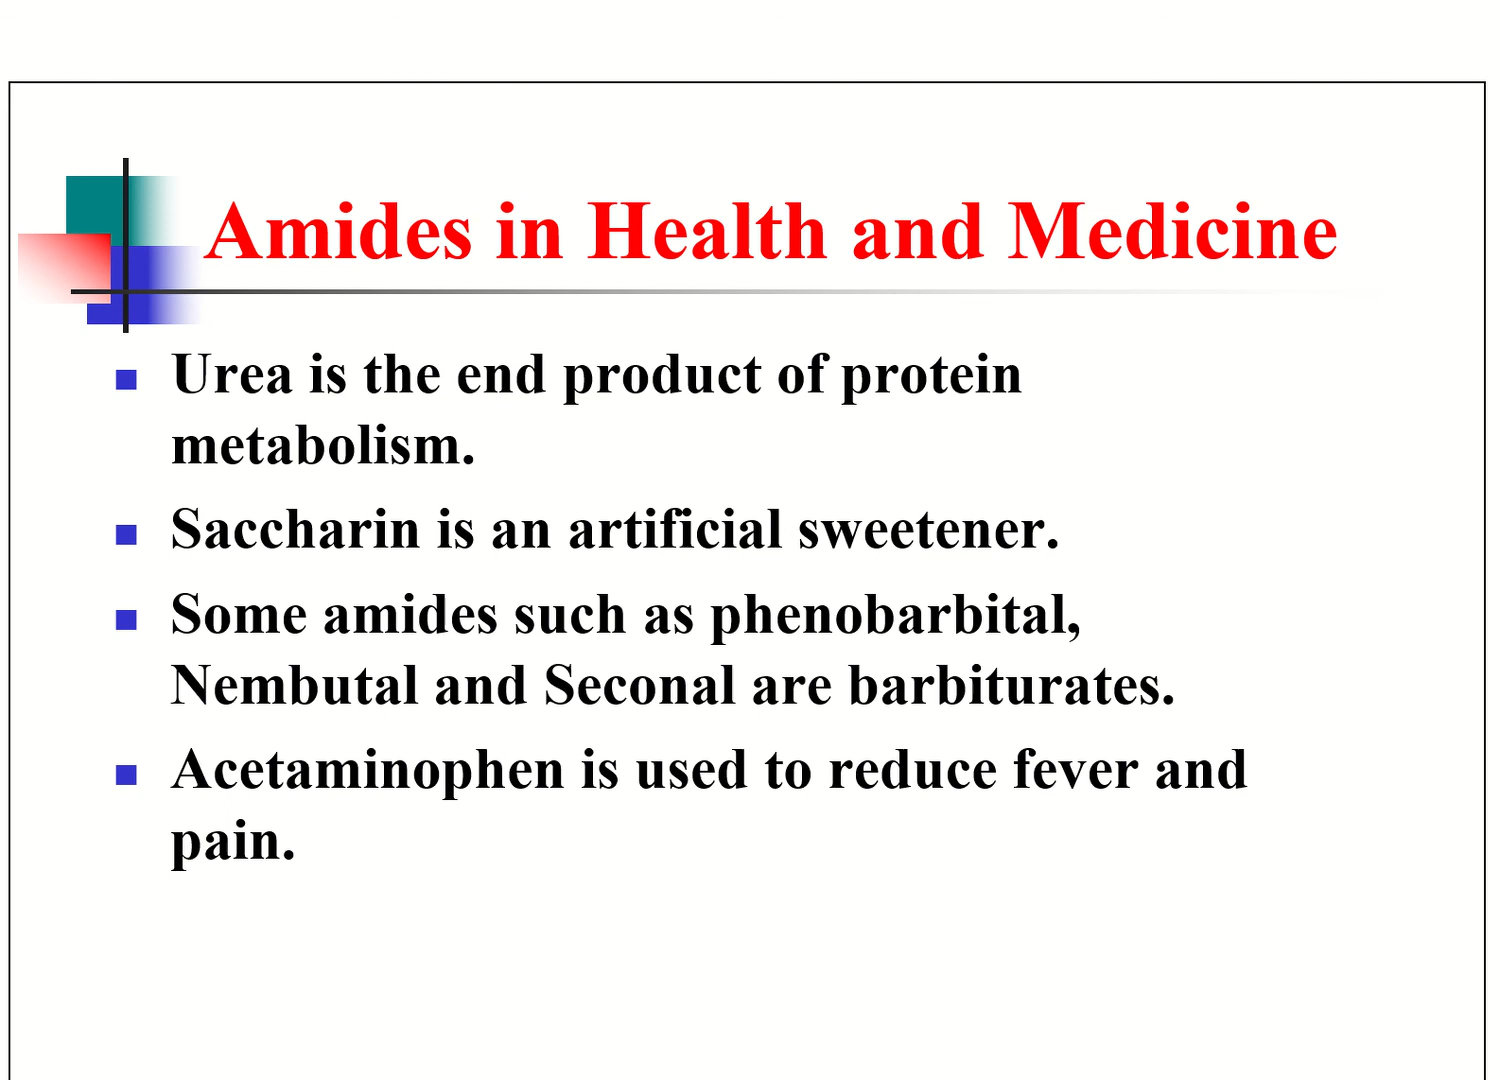 Amides in Health and Medicine
Urea is the end product of protein
metabolism.
Saccharin is an artificial sweetener.
Some amides such as phenobarbital,
Nembutal and Seconal are barbiturates.
Acetaminophen is used to reduce fever and
pain.